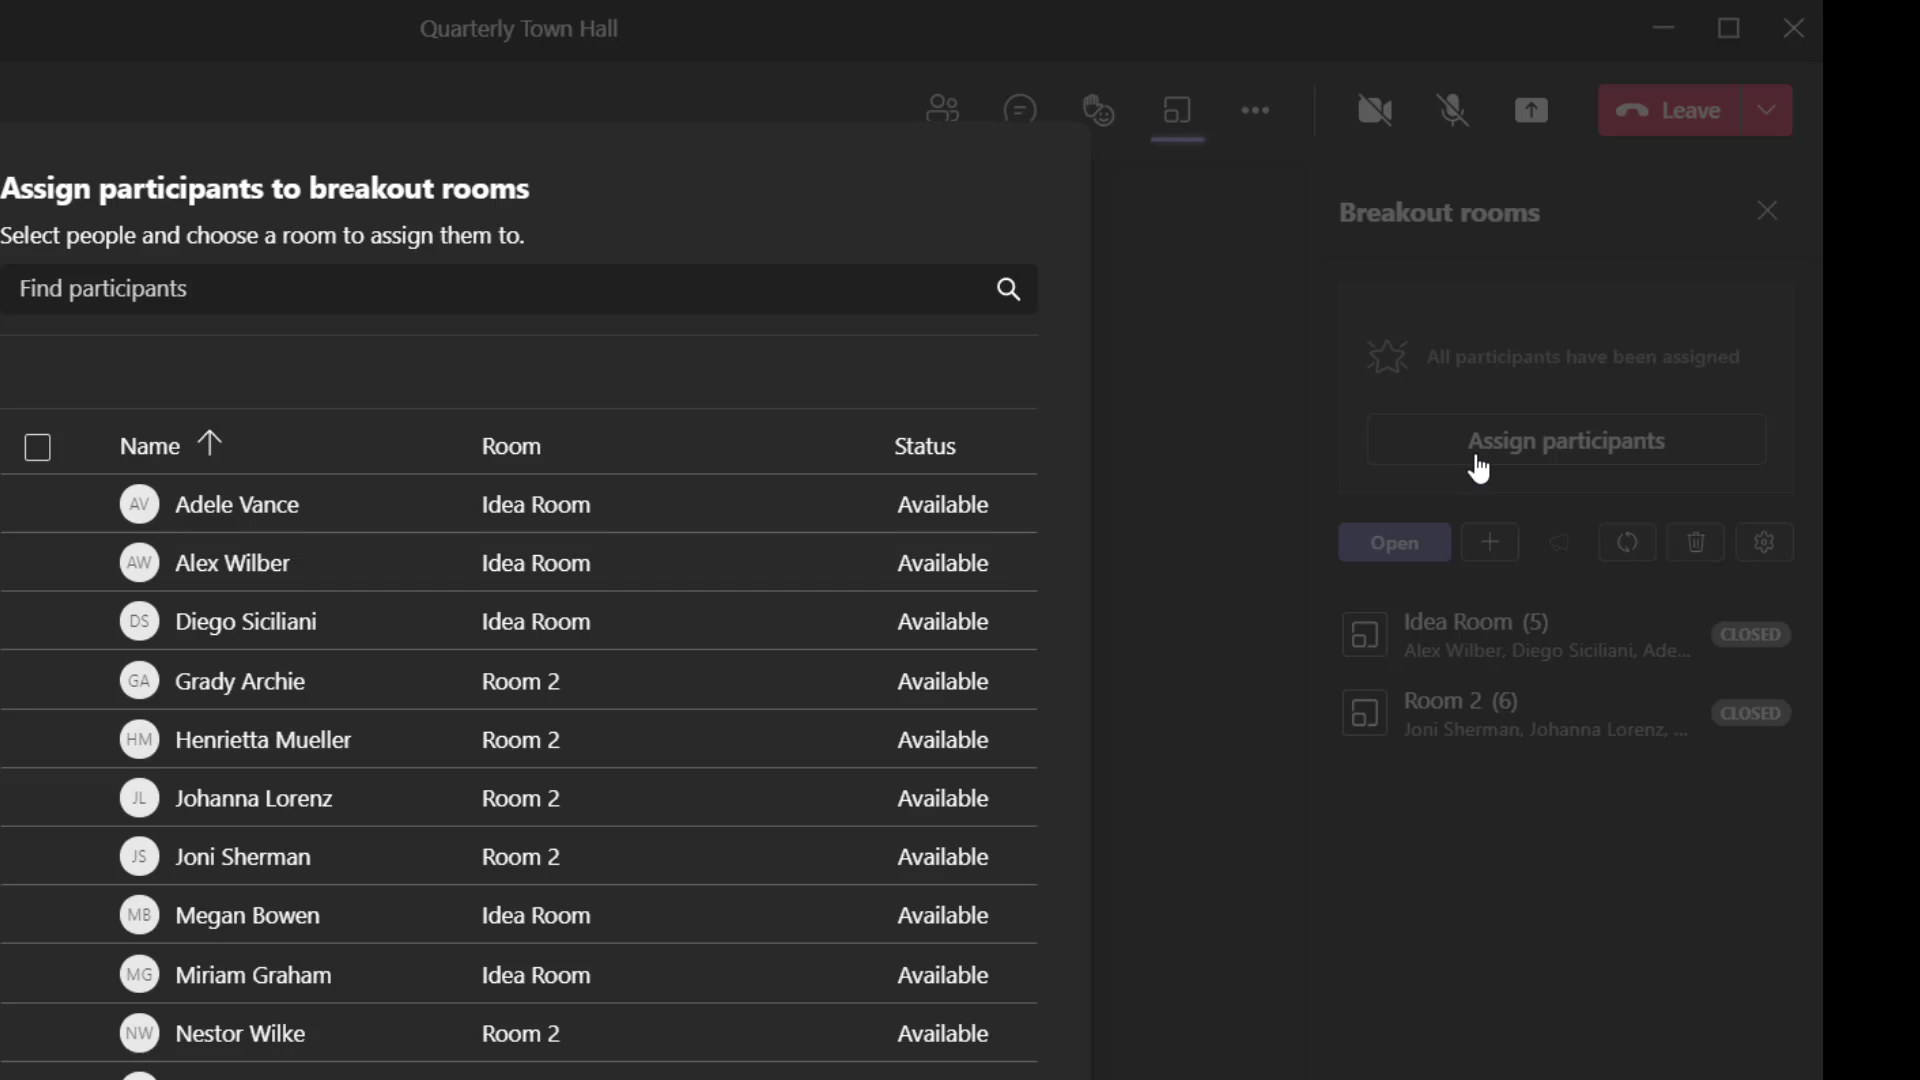 Quarterly Town Hall
Leave
Assign participants to breakout rooms
Select people and choose a room to assign them to.
Find participants
Name Room Status
AV Adele Vance Idea Room Available
AW Alex Wilber Idea Room Available
DS Diego Siciliani Idea Room Available
GA Grady Archie Room 2 Available
HM Henrietta Mueller Room 2 Available
JL Johanna Lorenz Room 2 Available
JS Joni Sherman Room 2 Available
MB Megan Bowen Idea Room Available
MG Miriam Graham Idea Room Available
NW Nestor Wilke Room 2 Available
Breakout rooms
All participants have been assigned
Assign participants
Open
Idea Room (5)
Alex Wilber, Diego Siciliani, Ade...
CLOSED
Room 2 (6)
Joni Sherman, Johanna Lorenz, ...
CLOSED